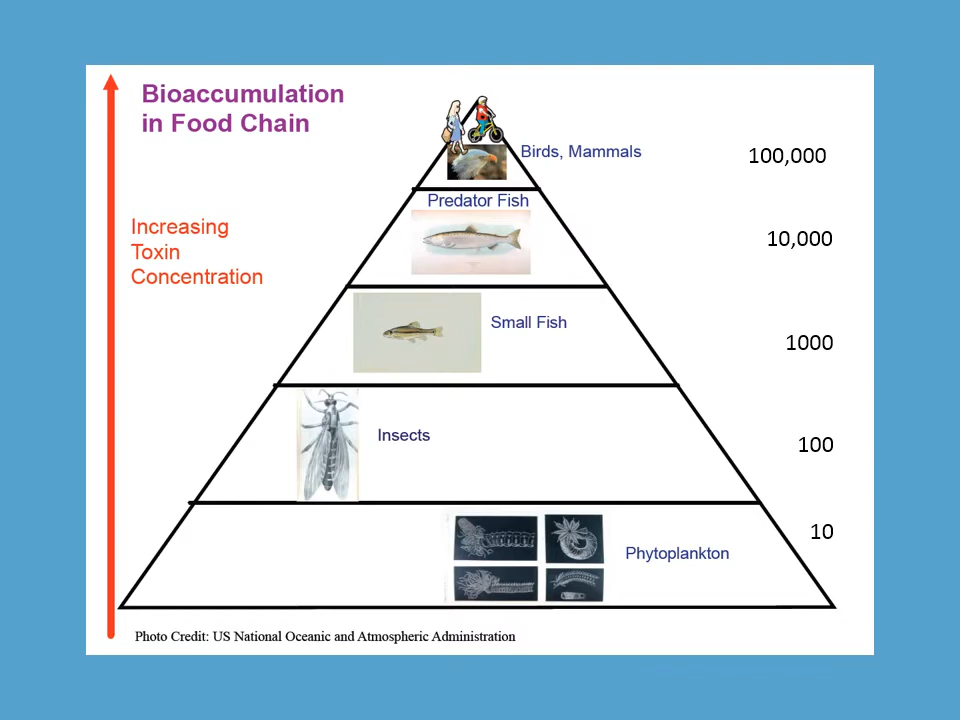 Bioaccumulation
in Food Chain
Birds, Mammals
100,000
Predator Fish
Increasing
Toxin
Concentration
10,000
Small Fish
1000
Insects
100
10
Phytoplankton
Photo Credit: US National Oceanic and Atmospheric Administration